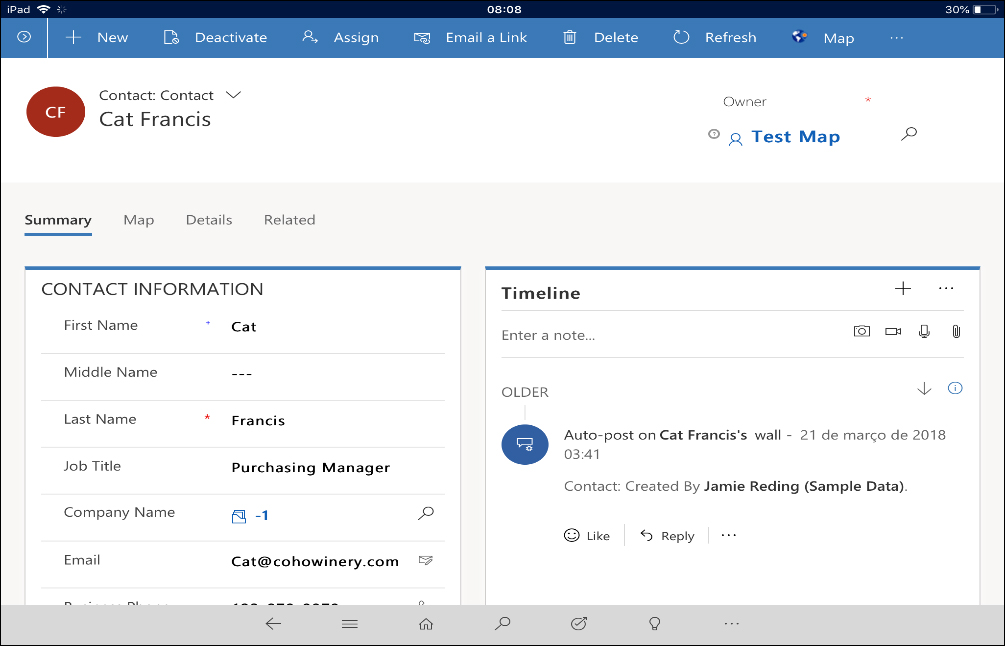 iPad 08:08 30%
New Deactivate Assign Email a Link Delete Refresh Map ...
CF
Contact: Contact
Cat Francis
Owner *
Test Map
Summary Map Details Related
CONTACT INFORMATION
First Name + Cat
Middle Name ---
Last Name * Francis
Job Title Purchasing Manager
Company Name -1
Email Cat@cohowinery.com
Timeline
Enter a note...
OLDER
Auto-post on Cat Francis's wall - 21 de março de 2018
03:41
Contact: Created By Jamie Reding (Sample Data).
Like Reply ...